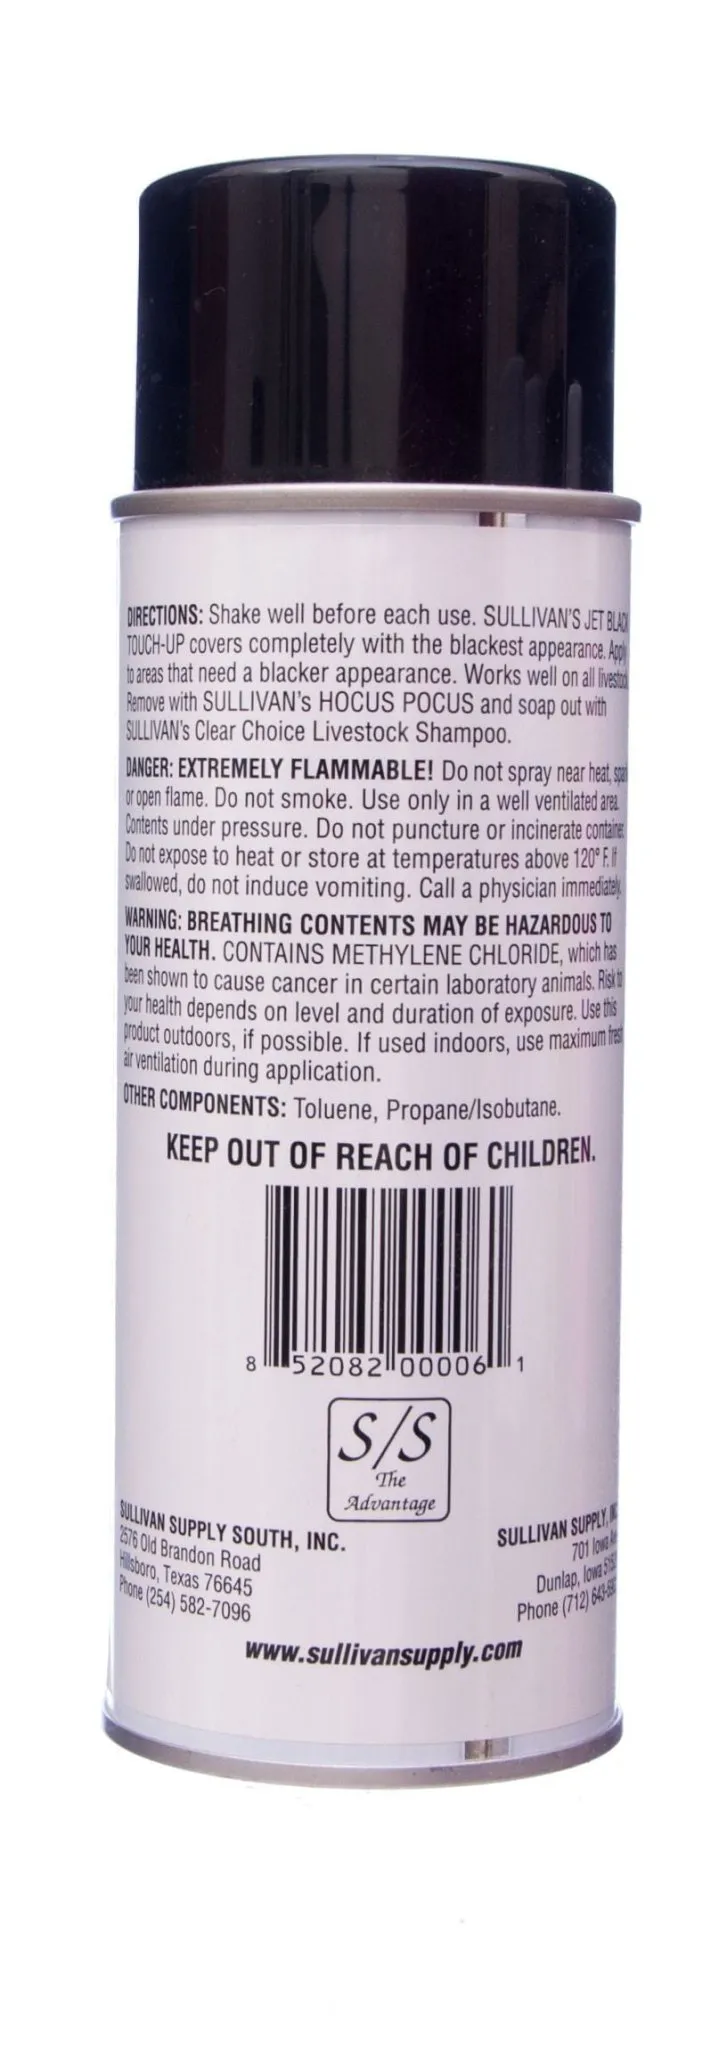 DIRECTIONS: Shake well before each use. SULLIVAN'S JET BLACK
TOUCH-UP covers completely with the blackest appearance. Apply
to areas that need a blacker appearance. Works well on all livestock.
Remove with SULLIVAN's HOCUS POCUS and soap out with
SULLIVAN's Clear Choice Livestock Shampoo.
DANGER: EXTREMELY FLAMMABLE! Do not spray near heat,
or open flame. Do not smoke. Use only in a well ventilated area.
Contents under pressure. Do not puncture or incinerate container.
Do not expose to heat or store at temperatures above 120° F. If
swallowed, do not induce vomiting. Call a physician immediately.
WARNING: BREATHING CONTENTS MAY BE HAZARDOUS TO
YOUR HEALTH. CONTAINS METHYLENE CHLORIDE, which has
been shown to cause cancer in certain laboratory animals. Risk to
your health depends on level and duration of exposure. Use this
product outdoors, if possible. If used indoors, use maximum fresh
air ventilation during application.
OTHER COMPONENTS: Toluene, Propane/Isobutane.
KEEP OUT OF REACH OF CHILDREN.
8 52082 00006 1
S/S
The
Advantage
SULLIVAN SUPPLY SOUTH, INC.
2576 Old Brandon Road
Hillsboro, Texas 76645
Phone (254) 582-7096
SULLIVAN SUPPLY,
701 Iowa
Dunlap, Iowa
Phone (712)
www.sullivansupply.com